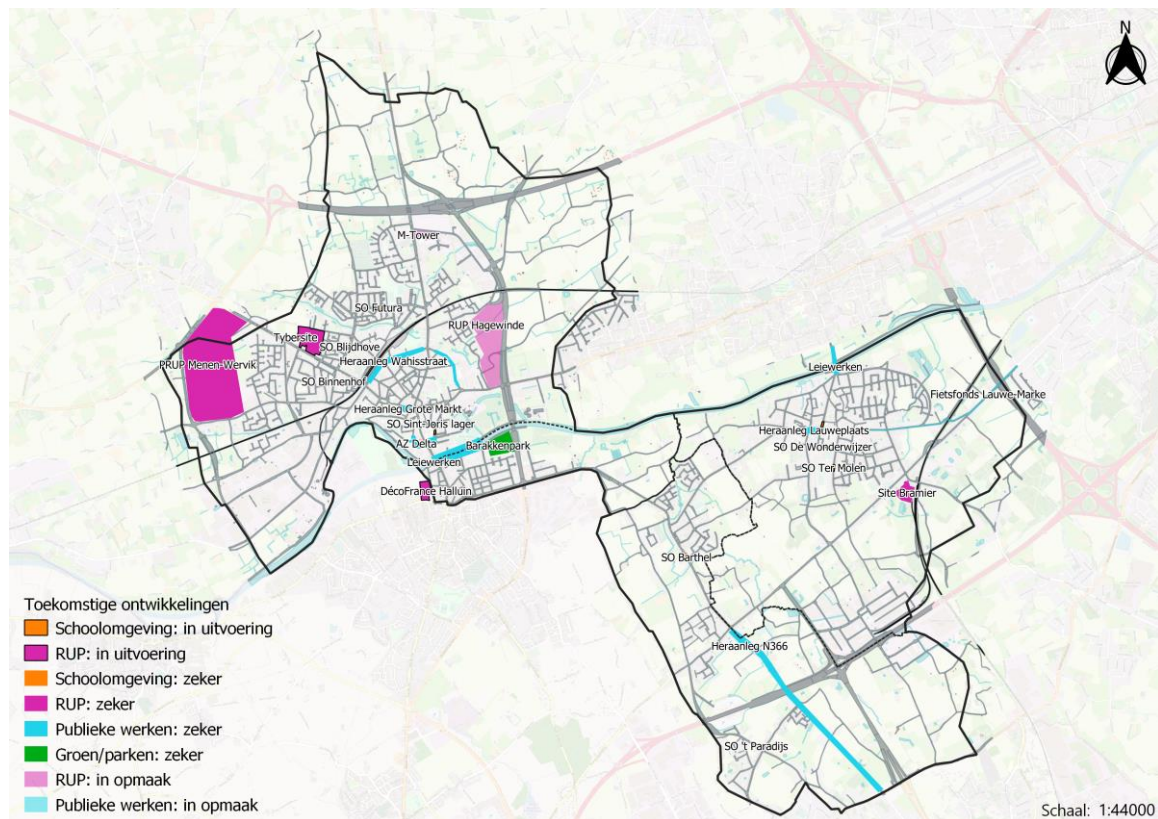 N
M-Tower
SO Futura
RUP Hagewinde
Tybersite
SO Blijdhove
PRUP Menen-Wervik
Heraanleg Wahisstraat
SO Binnenhof
Leiewerken
Fietsfonds Lauwe-Marke
Heraanleg Grote Markt
SO Sint-Joris lager
Heraanleg Lauweplaats
AZ Delta
Barakkenpark
SO De Wonderwijzer
Leiewerken
SO Ter Molen
DécoFrance Halluin
Site Bramier
SO Barthel
Heraanleg N366
SO 't Paradijs
Toekomstige ontwikkelingen
Schoolomgeving: in uitvoering
RUP: in uitvoering
Schoolomgeving: zeker
RUP: zeker
Publieke werken: zeker
Groen/parken: zeker
RUP: in opmaak
Publieke werken: in opmaak
Schaal: 1:44000